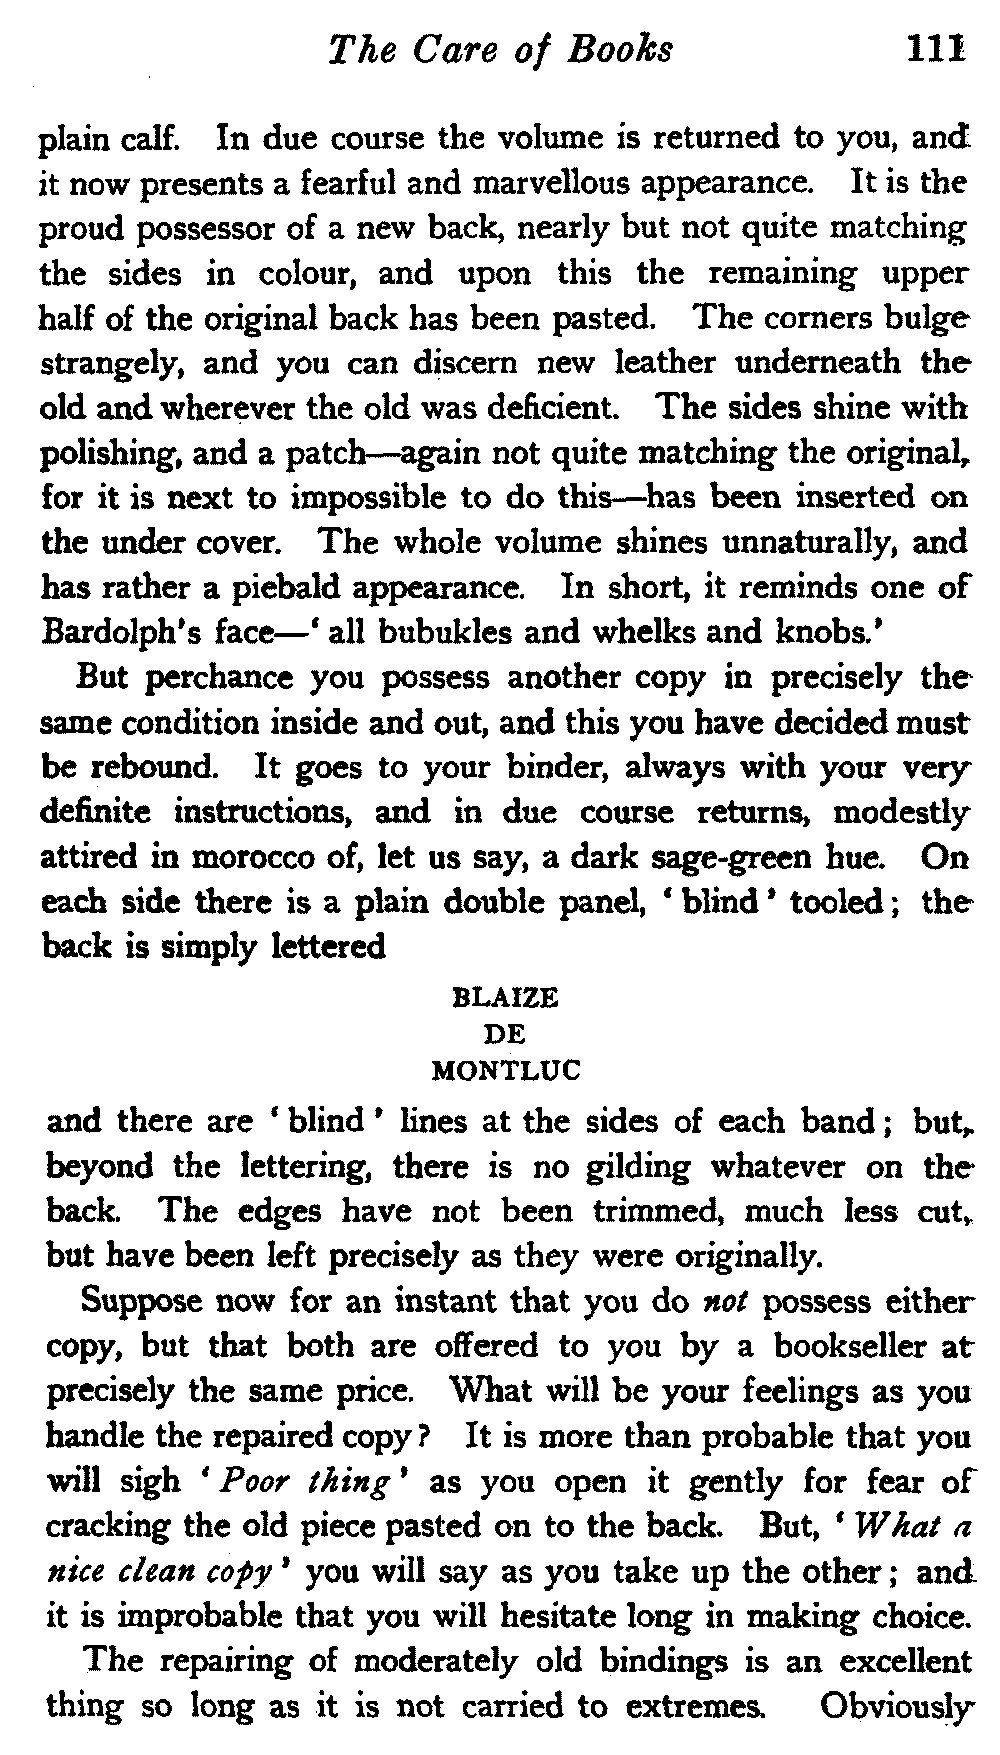 The Care of Books 111
plain calf. In due course the volume is returned to you, and
it now presents a fearful and marvellous appearance. It is the
proud possessor of a new back, nearly but not quite matching
the sides in colour, and upon this the remaining upper
half of the original back has been pasted. The corners bulge
strangely, and you can discern new leather underneath the
old and wherever the old was deficient. The sides shine with
polishing, and a patch—again not quite matching the original,
for it is next to impossible to do this—has been inserted on
the under cover. The whole volume shines unnaturally, and
has rather a piebald appearance. In short, it reminds one of
Bardolph's face—‘all bubukles and whelks and knobs.’
But perchance you possess another copy in precisely the
same condition inside and out, and this you have decided must
be rebound. It goes to your binder, always with your very
definite instructions, and in due course returns, modestly
attired in morocco of, let us say, a dark sage-green hue. On
each side there is a plain double panel, ‘blind’ tooled; the
back is simply lettered
BLAIZE
DE
MONTLUC
and there are ‘blind’ lines at the sides of each band; but,
beyond the lettering, there is no gilding whatever on the
back. The edges have not been trimmed, much less cut,
but have been left precisely as they were originally.
Suppose now for an instant that you do not possess either
copy, but that both are offered to you by a bookseller at
precisely the same price. What will be your feelings as you
handle the repaired copy? It is more than probable that you
will sigh ‘Poor thing’ as you open it gently for fear of
cracking the old piece pasted on to the back. But, ‘What a
nice clean copy’ you will say as you take up the other; and
it is improbable that you will hesitate long in making choice.
The repairing of moderately old bindings is an excellent
thing so long as it is not carried to extremes. Obviously